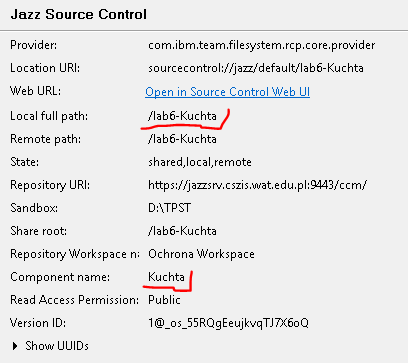 Jazz Source Control
Provider: com.ibm.team.filesystem.rcp.core.provider
Location URI: sourcecontrol://jazz/default/lab6-Kuchta
Web URL: Open in Source Control Web UI
Local full path: /lab6-Kuchta
Remote path: /lab6-Kuchta
State: shared,local,remote
Repository URI: https://jazzsrv.cszis.wat.edu.pl:9443/ccm/
Sandbox: D:\TPST
Share root: /lab6-Kuchta
Repository Workspace n: Ochrona Workspace
Component name: Kuchta
Read Access Permission: Public
Version ID: 1@_os_55RQgEeujkvqTJ7X6oQ
Show UUIDs